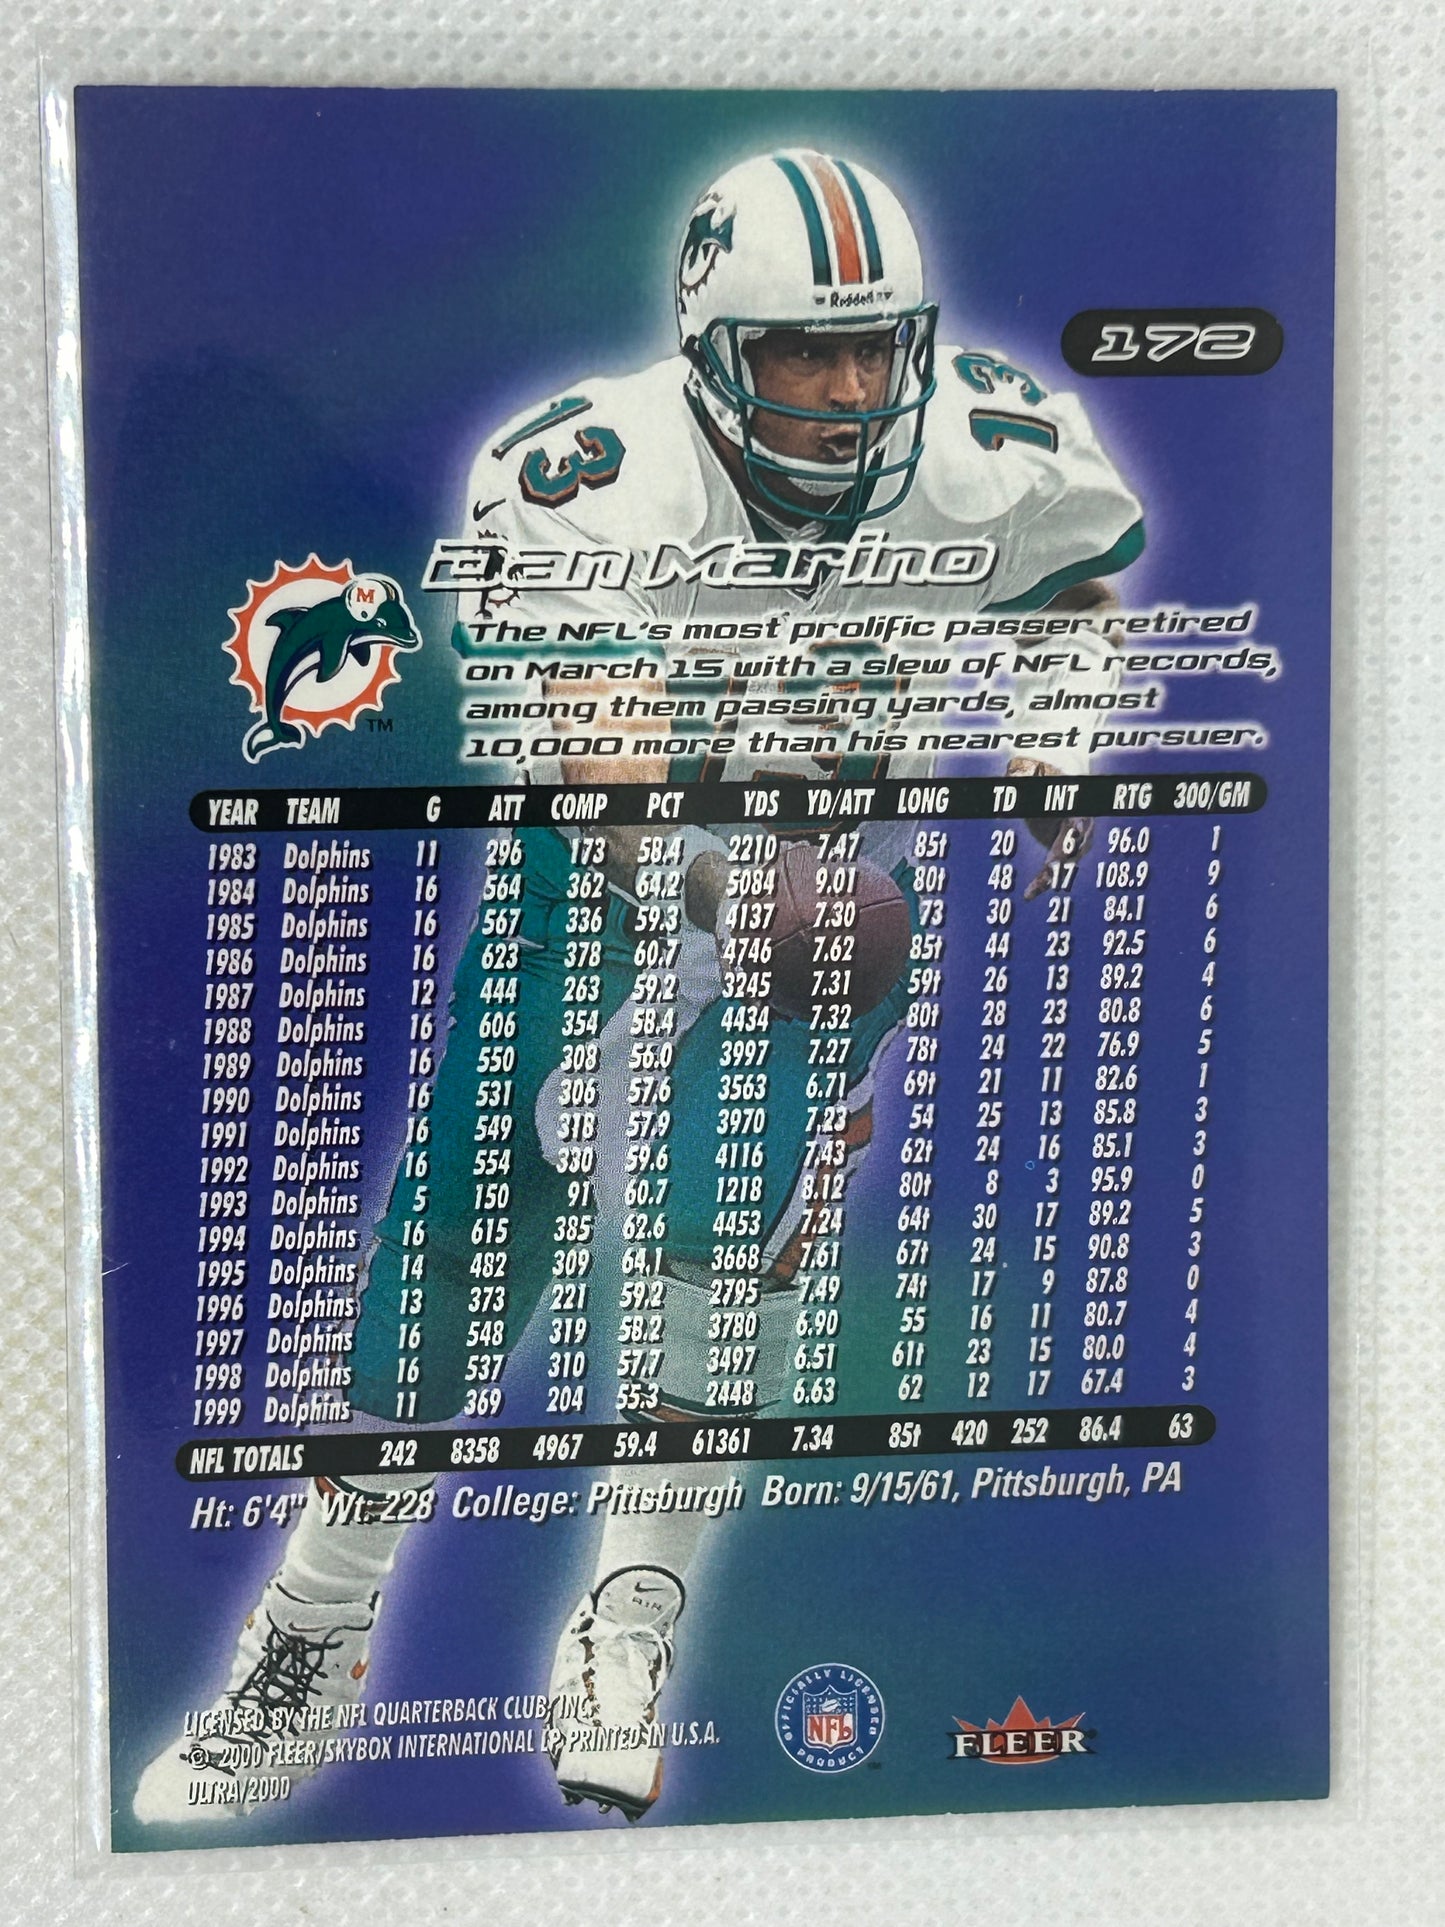 Riddell
172
13
13
Dan Marino
M
TM
The NFL's most prolific passer retired
on March 15 with a slew of NFL records,
among them passing yards, almost
10,000 more than his nearest pursuer.
YEAR TEAM G ATT COMP PCT YDS YD/ATT LONG TD INT RTG 300/GM
1983 Dolphins 11 296 173 58.4 2210 7.47 85t 20 6 96.0 1
1984 Dolphins 16 564 362 64.2 5084 9.01 80t 48 17 108.9 9
1985 Dolphins 16 567 336 59.3 4137 7.30 73 30 21 84.1 6
1986 Dolphins 16 623 378 60.7 4746 7.62 85t 44 23 92.5 6
1987 Dolphins 12 444 263 59.2 3245 7.31 59t 26 13 89.2 4
1988 Dolphins 16 606 354 58.4 4434 7.32 80t 28 23 80.8 6
1989 Dolphins 16 550 308 56.0 3997 7.27 78t 24 22 76.9 5
1990 Dolphins 16 531 306 57.6 3563 6.71 69t 21 11 82.6 1
1991 Dolphins 16 549 318 57.9 3970 7.23 54 25 13 85.8 3
1992 Dolphins 16 554 330 59.6 4116 7.43 62t 24 16 85.1 3
1993 Dolphins 5 150 91 60.7 1218 8.12 80t 8 3 95.9 0
1994 Dolphins 16 615 385 62.6 4453 7.24 64t 30 17 89.2 5
1995 Dolphins 14 482 309 64.1 3668 7.61 67t 24 15 90.8 3
1996 Dolphins 13 373 221 59.2 2795 7.49 74t 17 9 87.8 0
1997 Dolphins 16 548 319 58.2 3780 6.90 55 16 11 80.7 4
1998 Dolphins 16 537 310 57.7 3497 6.51 61t 23 15 80.0 4
1999 Dolphins 11 369 204 55.3 2448 6.63 62 12 17 67.4 3
NFL TOTALS 242 8358 4967 59.4 61361 7.34 85t 420 252 86.4 63
Ht: 6'4" Wt: 228 College: Pittsburgh Born: 9/15/61, Pittsburgh, PA
AIR
LICENSED BY THE NFL QUARTERBACK CLUB, INC.
© 2000 FLEER/SKYBOX INTERNATIONAL LP PRINTED IN U.S.A.
ULTRA/2000
OFFICIALLY LICENSED
NFL
PRODUCT
FLEER